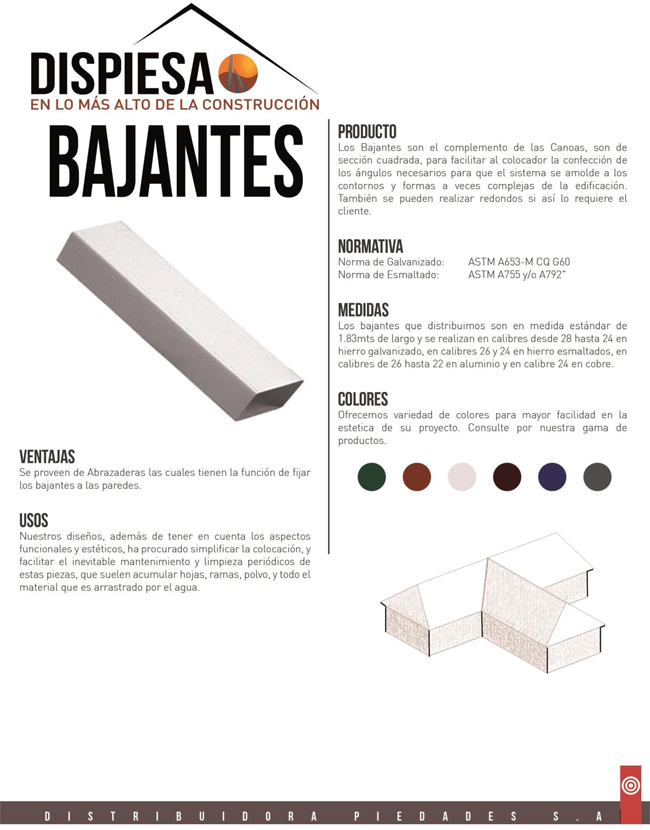 DISPIESA
EN LO MÁS ALTO DE LA CONSTRUCCIÓN
BAJANTES
VENTAJAS
Se proveen de Abrazaderas las cuales tienen la función de fijar
los bajantes a las paredes.
USOS
Nuestros diseños, además de tener en cuenta los aspectos
funcionales y estéticos, ha procurado simplificar la colocación, y
facilitar el inevitable mantenimiento y limpieza periódicos de
estas piezas, que suelen acumular hojas, ramas, polvo, y todo el
material que es arrastrado por el agua.
PRODUCTO
Los Bajantes son el complemento de las Canoas, son de
sección cuadrada, para facilitar al colocador la confección de
los ángulos necesarios para que el sistema se amolde a los
contornos y formas a veces complejas de la edificación.
También se pueden realizar redondos si así lo requiere el
cliente.
NORMATIVA
Norma de Galvanizado: ASTM A653-M CQ G60
Norma de Esmaltado: ASTM A755 y/o A792"
MEDIDAS
Los bajantes que distribuimos son en medida estándar de
1.83mts de largo y se realizan en calibres desde 28 hasta 24 en
hierro galvanizado, en calibres 26 y 24 en hierro esmaltados, en
calibres de 26 hasta 22 en aluminio y en calibre 24 en cobre.
COLORES
Ofrecemos variedad de colores para mayor facilidad en la
estetica de su proyecto. Consulte por nuestra gama de
productos.
DISTRIBUIDORA PIEDADES S.A